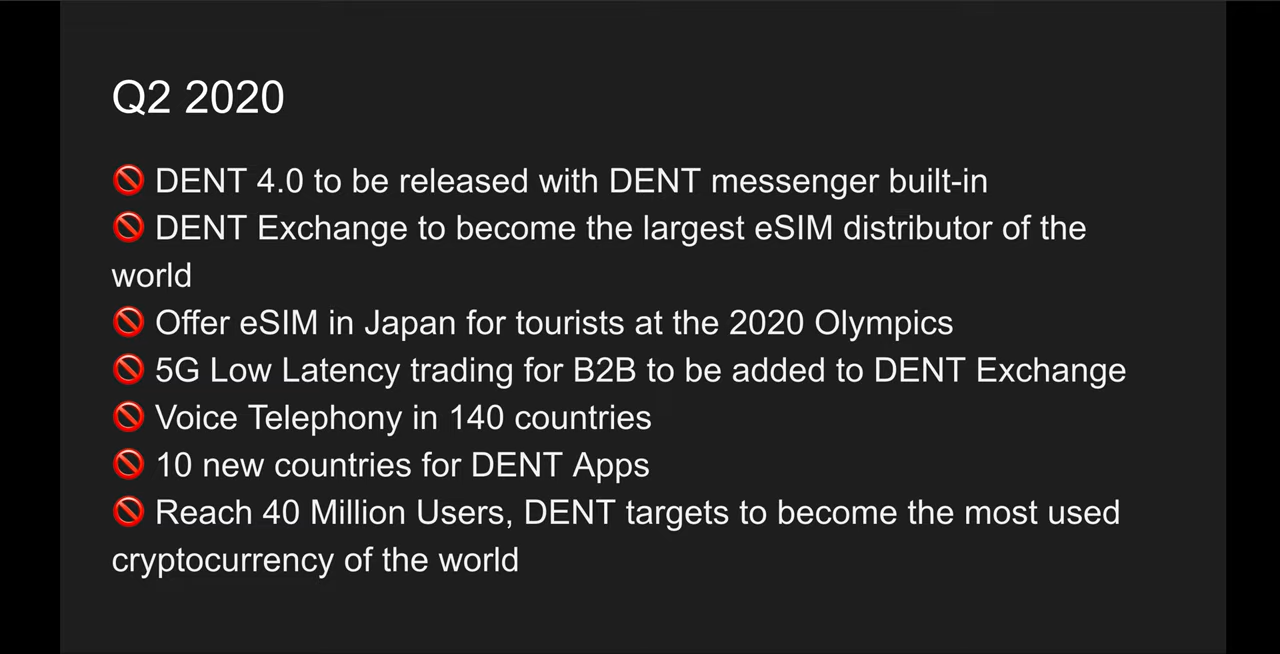 Q2 2020
🚫 DENT 4.0 to be released with DENT messenger built-in
🚫 DENT Exchange to become the largest eSIM distributor of the
world
🚫 Offer eSIM in Japan for tourists at the 2020 Olympics
🚫 5G Low Latency trading for B2B to be added to DENT Exchange
🚫 Voice Telephony in 140 countries
🚫 10 new countries for DENT Apps
🚫 Reach 40 Million Users, DENT targets to become the most used
cryptocurrency of the world